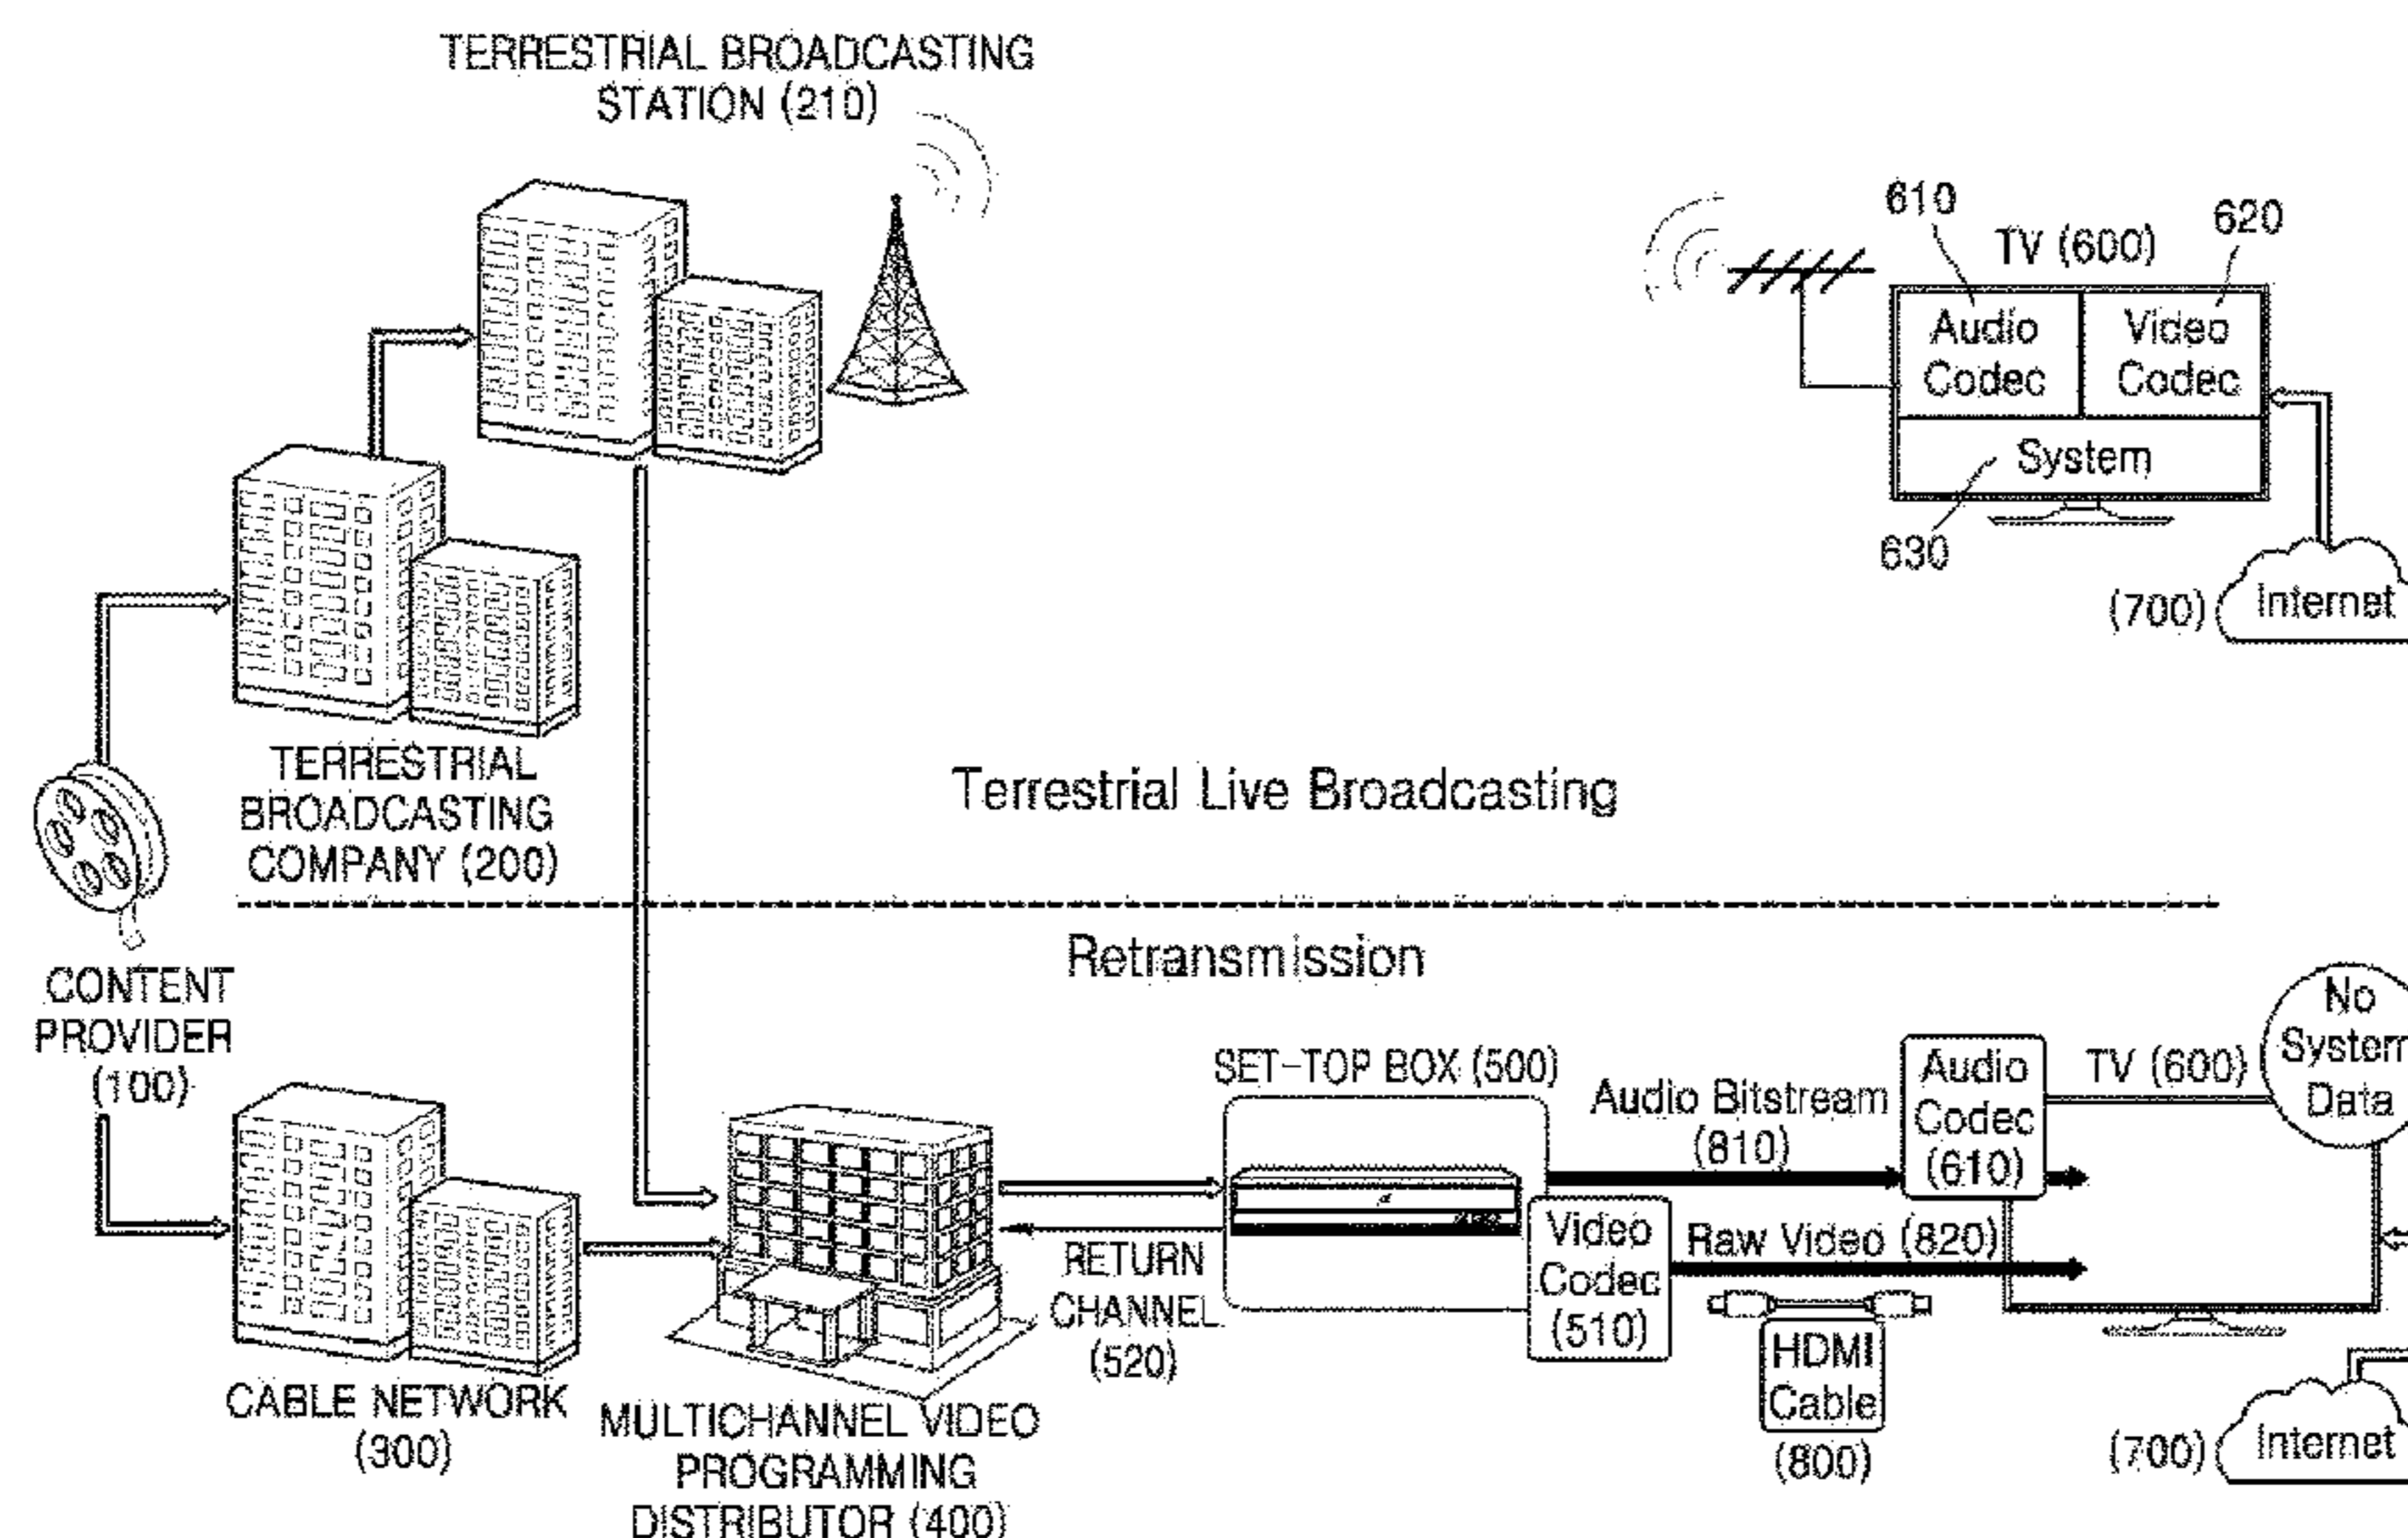 TERRESTRIAL BROADCASTING
STATION (210)
610
620
TV (600)
Audio
Codec
Video
Codec
System
630
(700)
Internet
TERRESTRIAL
BROADCASTING
COMPANY (200)
Terrestrial Live Broadcasting
Retransmission
CONTENT
PROVIDER
(100)
No
System
Data
SET-TOP BOX (500)
Audio Bitstream
(810)
Audio
Codec
(610)
TV (600)
RETURN
CHANNEL
(520)
Video
Codec
(510)
Raw Video (820)
HDMI
Cable
(800)
CABLE NETWORK
(300)
MULTICHANNEL VIDEO
PROGRAMMING
DISTRIBUTOR (400)
(700)
Internet